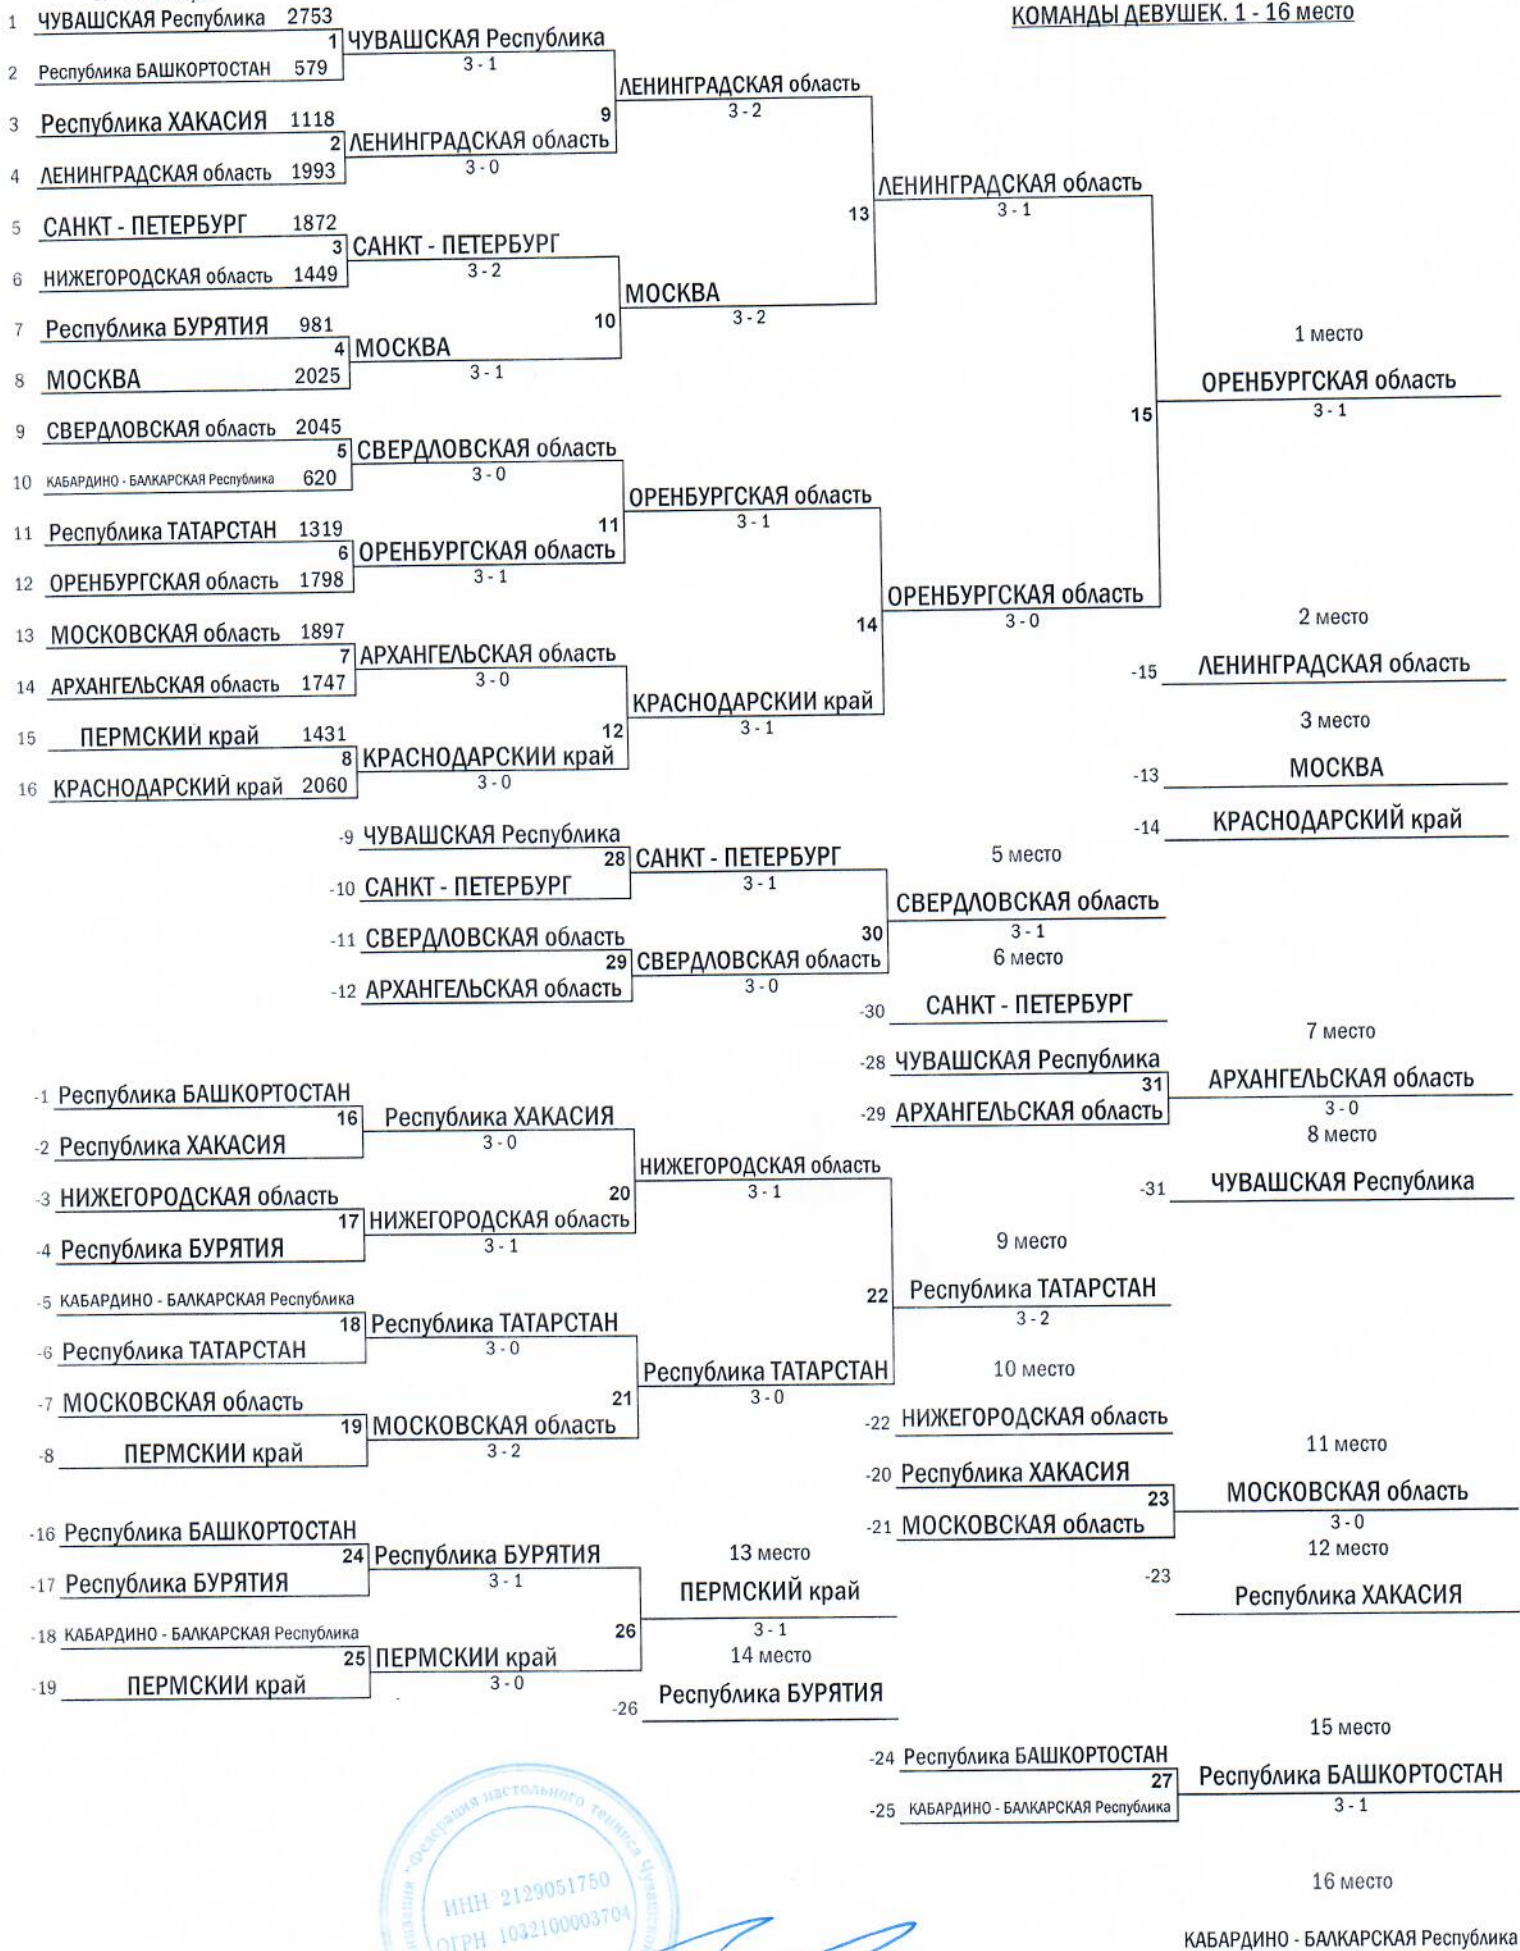 КОМАНДЫ ДЕВУШЕК. 1 - 16 место
1 ЧУВАШСКАЯ Республика 2753
1 ЧУВАШСКАЯ Республика
3 - 1
2 Республика БАШКОРТОСТАН 579
ЛЕНИНГРАДСКАЯ область
9
3 - 2
3 Республика ХАКАСИЯ 1118
2 ЛЕНИНГРАДСКАЯ область
3 - 0
4 ЛЕНИНГРАДСКАЯ область 1993
ЛЕНИНГРАДСКАЯ область
13
3 - 1
5 САНКТ - ПЕТЕРБУРГ 1872
3 САНКТ - ПЕТЕРБУРГ
3 - 2
6 НИЖЕГОРОДСКАЯ область 1449
МОСКВА
10
3 - 2
7 Республика БУРЯТИЯ 981
4 МОСКВА
3 - 1
8 МОСКВА 2025
1 место
ОРЕНБУРГСКАЯ область
15
3 - 1
9 СВЕРДЛОВСКАЯ область 2045
5 СВЕРДЛОВСКАЯ область
3 - 0
10 КАБАРДИНО - БАЛКАРСКАЯ Республика 620
ОРЕНБУРГСКАЯ область
11
3 - 1
11 Республика ТАТАРСТАН 1319
6 ОРЕНБУРГСКАЯ область
3 - 1
12 ОРЕНБУРГСКАЯ область 1798
ОРЕНБУРГСКАЯ область
14
3 - 0
13 МОСКОВСКАЯ область 1897
7 АРХАНГЕЛЬСКАЯ область
3 - 0
14 АРХАНГЕЛЬСКАЯ область 1747
КРАСНОДАРСКИЙ край
12
3 - 1
15 ПЕРМСКИЙ край 1431
8 КРАСНОДАРСКИЙ край
3 - 0
16 КРАСНОДАРСКИЙ край 2060
2 место
-15 ЛЕНИНГРАДСКАЯ область
3 место
-13 МОСКВА
-14 КРАСНОДАРСКИЙ край
-9 ЧУВАШСКАЯ Республика
28 САНКТ - ПЕТЕРБУРГ
3 - 1
-10 САНКТ - ПЕТЕРБУРГ
5 место
СВЕРДЛОВСКАЯ область
30
3 - 1
-11 СВЕРДЛОВСКАЯ область
29 СВЕРДЛОВСКАЯ область
3 - 0
-12 АРХАНГЕЛЬСКАЯ область
6 место
-30 САНКТ - ПЕТЕРБУРГ
7 место
-28 ЧУВАШСКАЯ Республика
31 АРХАНГЕЛЬСКАЯ область
3 - 0
-29 АРХАНГЕЛЬСКАЯ область
8 место
-31 ЧУВАШСКАЯ Республика
-1 Республика БАШКОРТОСТАН
16 Республика ХАКАСИЯ
3 - 0
-2 Республика ХАКАСИЯ
НИЖЕГОРОДСКАЯ область
20
3 - 1
-3 НИЖЕГОРОДСКАЯ область
17 НИЖЕГОРОДСКАЯ область
3 - 1
-4 Республика БУРЯТИЯ
9 место
22 Республика ТАТАРСТАН
3 - 2
-5 КАБАРДИНО - БАЛКАРСКАЯ Республика
18 Республика ТАТАРСТАН
3 - 0
-6 Республика ТАТАРСТАН
Республика ТАТАРСТАН
21
3 - 0
-7 МОСКОВСКАЯ область
19 МОСКОВСКАЯ область
3 - 2
-8 ПЕРМСКИЙ край
10 место
-22 НИЖЕГОРОДСКАЯ область
11 место
-20 Республика ХАКАСИЯ
23 МОСКОВСКАЯ область
3 - 0
-21 МОСКОВСКАЯ область
12 место
-23
Республика ХАКАСИЯ
-16 Республика БАШКОРТОСТАН
24 Республика БУРЯТИЯ
3 - 1
-17 Республика БУРЯТИЯ
13 место
ПЕРМСКИЙ край
26
3 - 1
-18 КАБАРДИНО - БАЛКАРСКАЯ Республика
25 ПЕРМСКИЙ край
3 - 0
-19 ПЕРМСКИЙ край
14 место
-26 Республика БУРЯТИЯ
15 место
-24 Республика БАШКОРТОСТАН
27 Республика БАШКОРТОСТАН
3 - 1
-25 КАБАРДИНО - БАЛКАРСКАЯ Республика
16 место
КАБАРДИНО - БАЛКАРСКАЯ Республика
"Федерация настольного тенниса
ИНН 2129051750
ОГРН 1032100003704